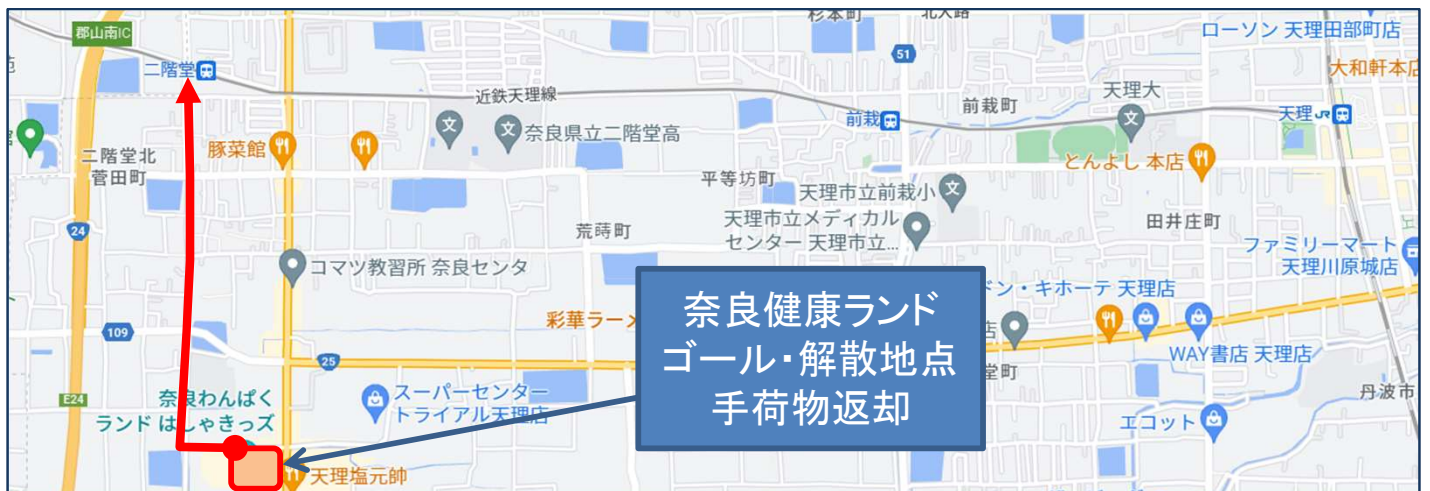 杉本町
北大路
郡山南IC
ローソン 天理田部町店
51
二階堂
大和軒本店
近鉄天理線
天理大
前栽町
前栽
天理
JR
文
文
奈良県立二階堂高
文
豚菜館
とんよし 本店
二階堂北
菅田町
平等坊町
天理市立前栽小
文
24
荒蒔町
天理市立メディカル
センター 天理市立...
田井庄町
ファミリーマート
天理川原城店
コマツ教習所 奈良センタ
奈良健康ランド
ゴール・解散地点
手荷物返却
ドン・キホーテ 天理店
彩華ラーメ
店
109
25
WAY書店 天理店
堂町
E24
奈良わんぱく
ランド はしゃきっズ
スーパーセンター
トライアル天理店
丹波市
エコット
天理塩元帥